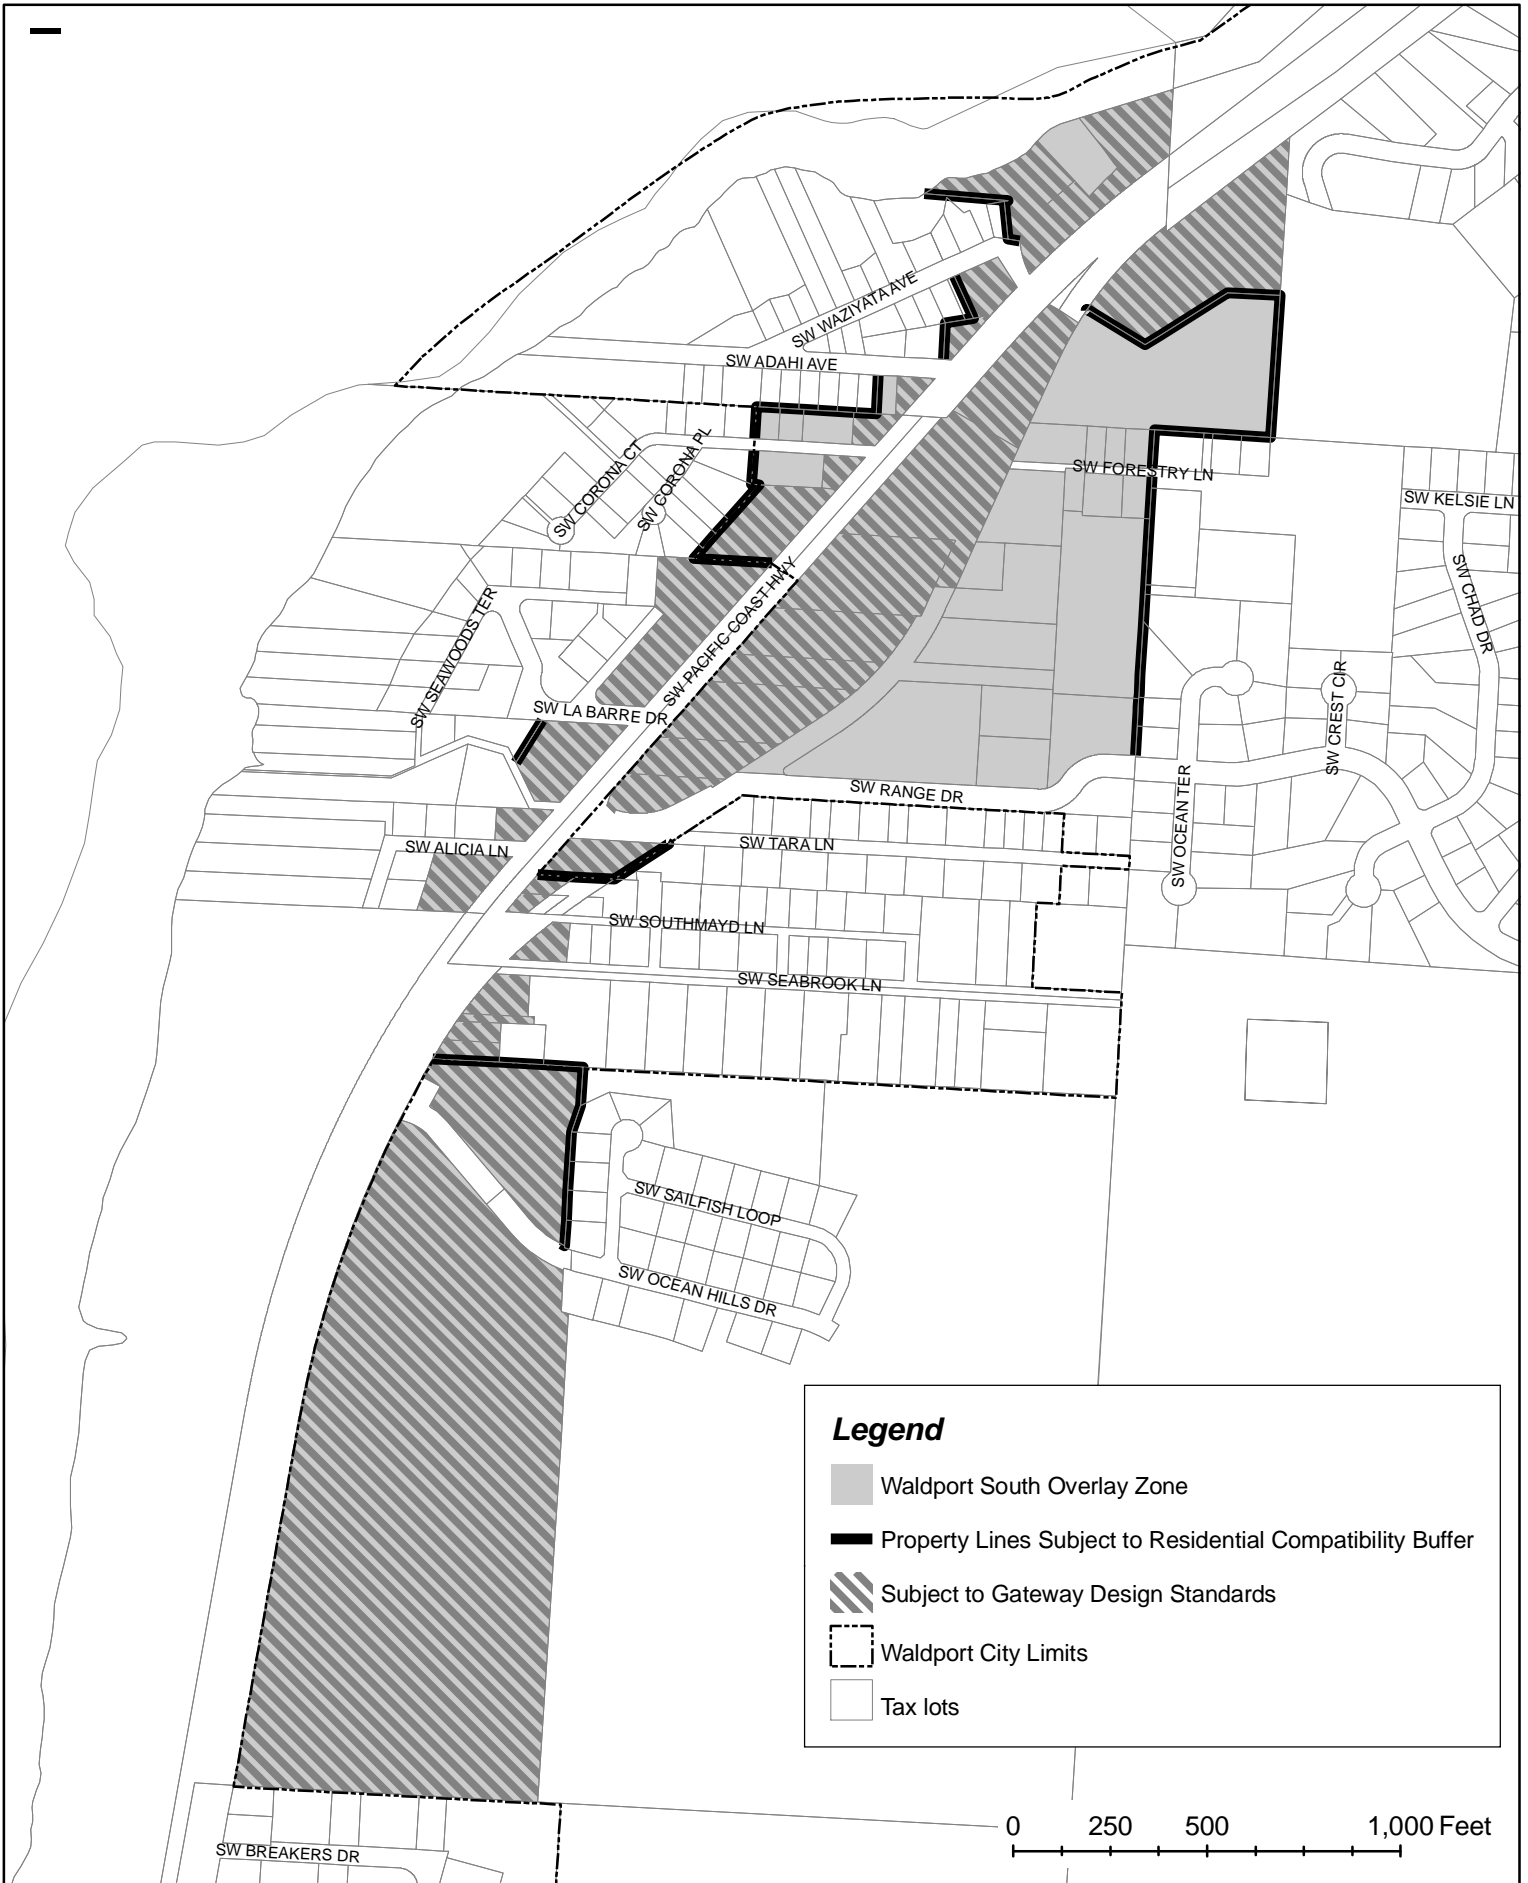 SW WAZIYATA AVE
SW ADAHI AVE
SW CORONA CT
SW CORONA PL
SW FORESTRY LN
SW KELSIE LN
SW CHAD DR
SW PACIFIC COAST HWY
SW SEAWOODS TER
SW LA BARRE DR
SW CREST CIR
SW RANGE DR
SW OCEAN TER
SW ALICIA LN
SW TARA LN
SW SOUTHMAYD LN
SW SEABROOK LN
SW SAILFISH LOOP
SW OCEAN HILLS DR
Legend
Waldport South Overlay Zone
Property Lines Subject to Residential Compatibility Buffer
Subject to Gateway Design Standards
Waldport City Limits
Tax lots
0 250 500 1,000 Feet
SW BREAKERS DR